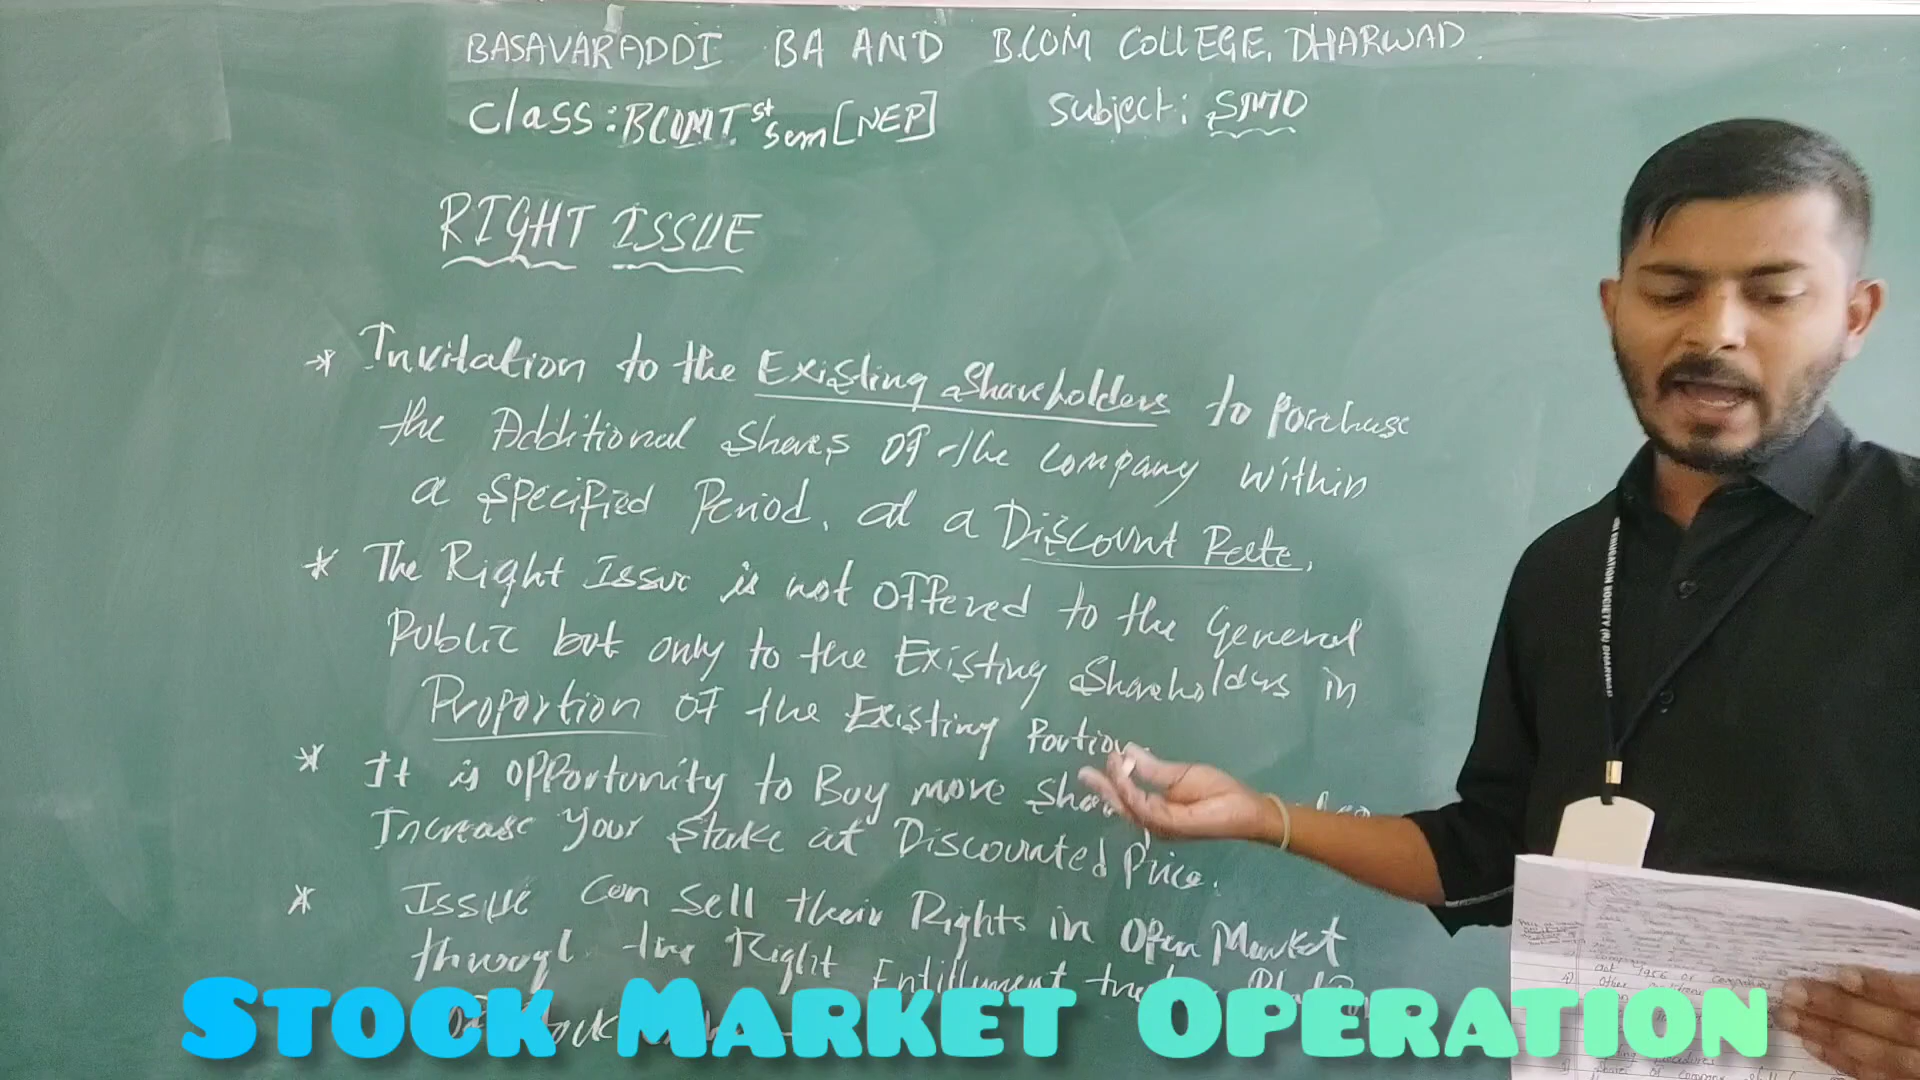 BASAVARADDI BA AND B.COM COLLEGE, DHARWAD
Class: BCOM I st Sem [NEP] Subject: SMO
RIGHT ISSUE
* Invitation to the Existing Shareholders to Porchase
the Additional Shares of the company within
a specified Period, at a Discount Rate.
* The Right Issue is not offered to the General
Public but only to the Existing Shareholders in
Proportion of the Existing Portion.
* It is opportunity to Buy more
Increase your stake at Discounted Price.
* Issue can sell their Rights in Open Market
through the Right Entillement
STOCK MARKET OPERATION